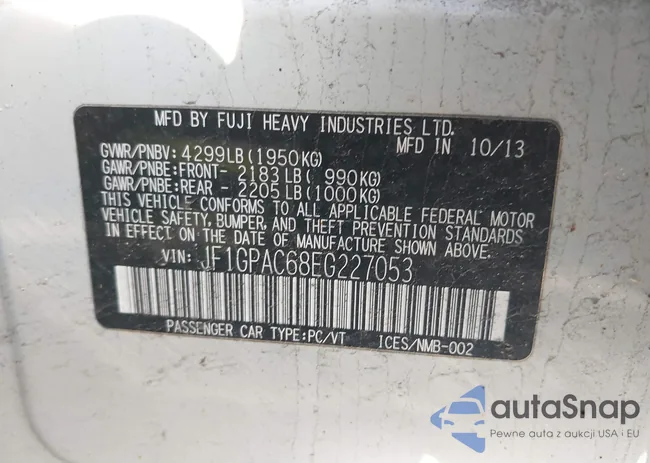 MFD BY FUJI HEAVY INDUSTRIES LTD.
MFD IN 10/13
GVWR/PNBV: 4299LB(1950KG)
GAWR/PNBE:FRONT- 2183LB( 990KG)
GAWR/PNBE:REAR - 2205LB(1000KG)
THIS VEHICLE CONFORMS TO ALL APPLICABLE FEDERAL MOTOR
VEHICLE SAFETY, BUMPER, AND THEFT PREVENTION STANDARDS
IN EFFECT ON THE DATE OF MANUFACTURE SHOWN ABOVE.
VIN: JF1GPAC68EG227053
PASSENGER CAR TYPE:PC/VT ICES/NMB-002
autaSnap
Pewne auta z aukcji USA i EU